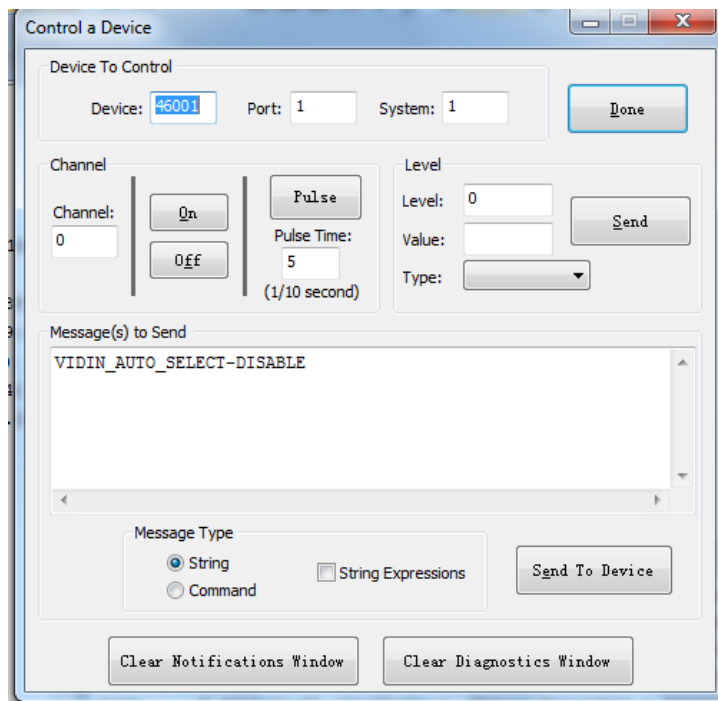 Control a Device
Device To Control
Device: 46001 Port: 1 System: 1
Done
Channel
Channel:
0
On
Off
Pulse
Pulse Time:
5
(1/10 second)
Level
Level: 0
Value:
Type:
Send
Message(s) to Send
VIDIN_AUTO_SELECT-DISABLE
Message Type
String
Command
String Expressions
Send To Device
Clear Notifications Window
Clear Diagnostics Window